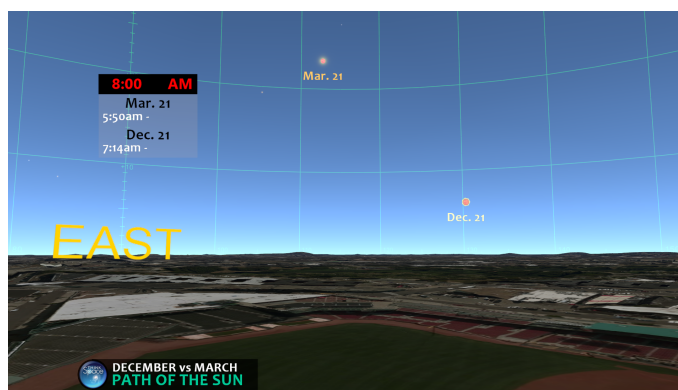 Mar. 21
8:00 AM
Mar. 21
5:50am -
Dec. 21
7:14am -
Dec. 21
EAST
DECEMBER vs MARCH
PATH OF THE SUN